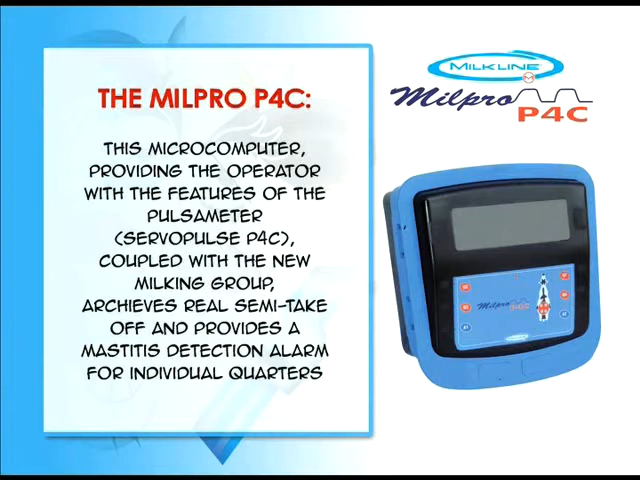 THE MILPRO P4C:
THIS MICROCOMPUTER,
PROVIDING THE OPERATOR
WITH THE FEATURES OF THE
PULSAMETER
(SERVOPULSE P4C),
COUPLED WITH THE NEW
MILKING GROUP,
ARCHIEVES REAL SEMI-TAKE
OFF AND PROVIDES A
MASTITIS DETECTION ALARM
FOR INDIVIDUAL QUARTERS
MILKLINE
Milpro
P4C
Milpro
P4C